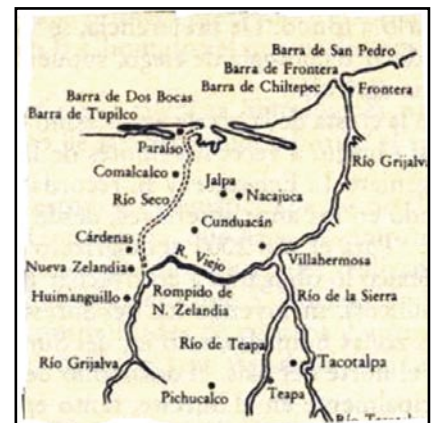 Barra de San Pedro
Barra de Frontera
Barra de Chiltepec
Frontera
Barra de Dos Bocas
Barra de Tupilco
Paraíso
Comalcalco
Jalpa
Río Grijalva
Río Seco
Nacajuca
Cunduacán
Cárdenas
R. Viejo
Nueva Zelandia
Villahermosa
Huimanguillo
Rompido de
N. Zelandia
Río de la Sierra
Río de Teapa
Río Grijalva
Tacotalpa
Pichucalco
Teapa